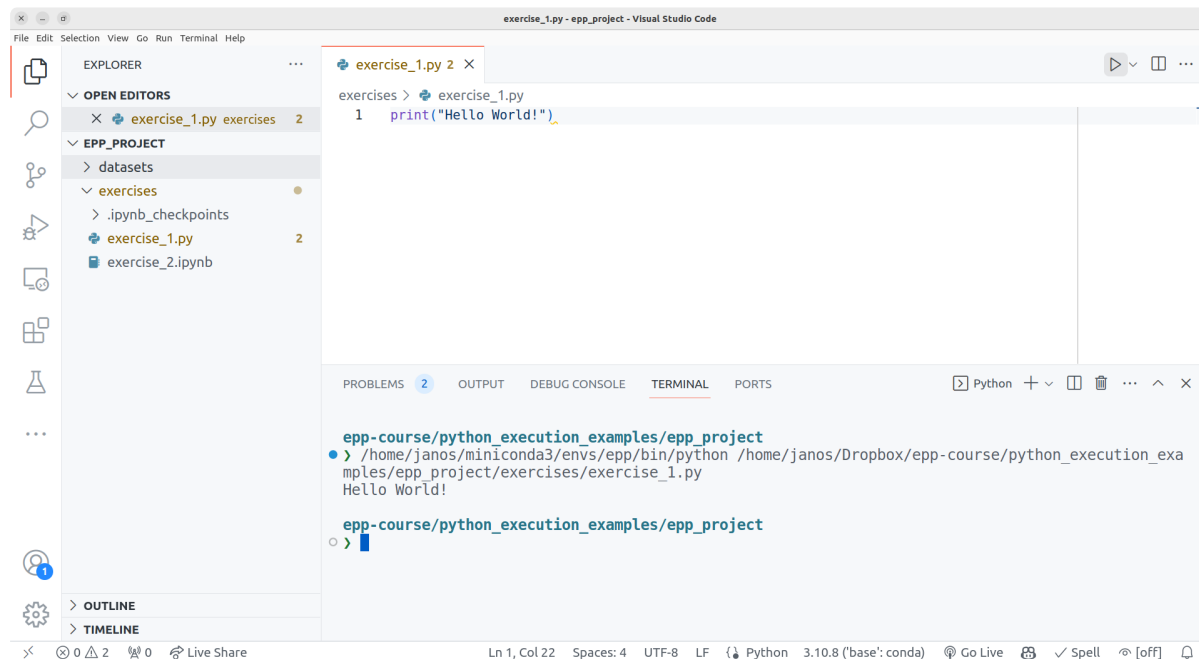 exercise_1.py - epp_project - Visual Studio Code
File Edit Selection View Go Run Terminal Help
EXPLORER
OPEN EDITORS
exercise_1.py exercises 2
EPP_PROJECT
datasets
exercises
.ipynb_checkpoints
exercise_1.py 2
exercise_2.ipynb
OUTLINE
TIMELINE
1
exercise_1.py 2
exercises > exercise_1.py
1 print("Hello World!")
PROBLEMS 2 OUTPUT DEBUG CONSOLE TERMINAL PORTS Python
epp-course/python_execution_examples/epp_project
❯ /home/janos/miniconda3/envs/epp/bin/python /home/janos/Dropbox/epp-course/python_execution_exa
mples/epp_project/exercises/exercise_1.py
Hello World!
epp-course/python_execution_examples/epp_project
❯
0 2 0 Live Share Ln 1, Col 22 Spaces: 4 UTF-8 LF Python 3.10.8 ('base': conda) Go Live Spell [off]